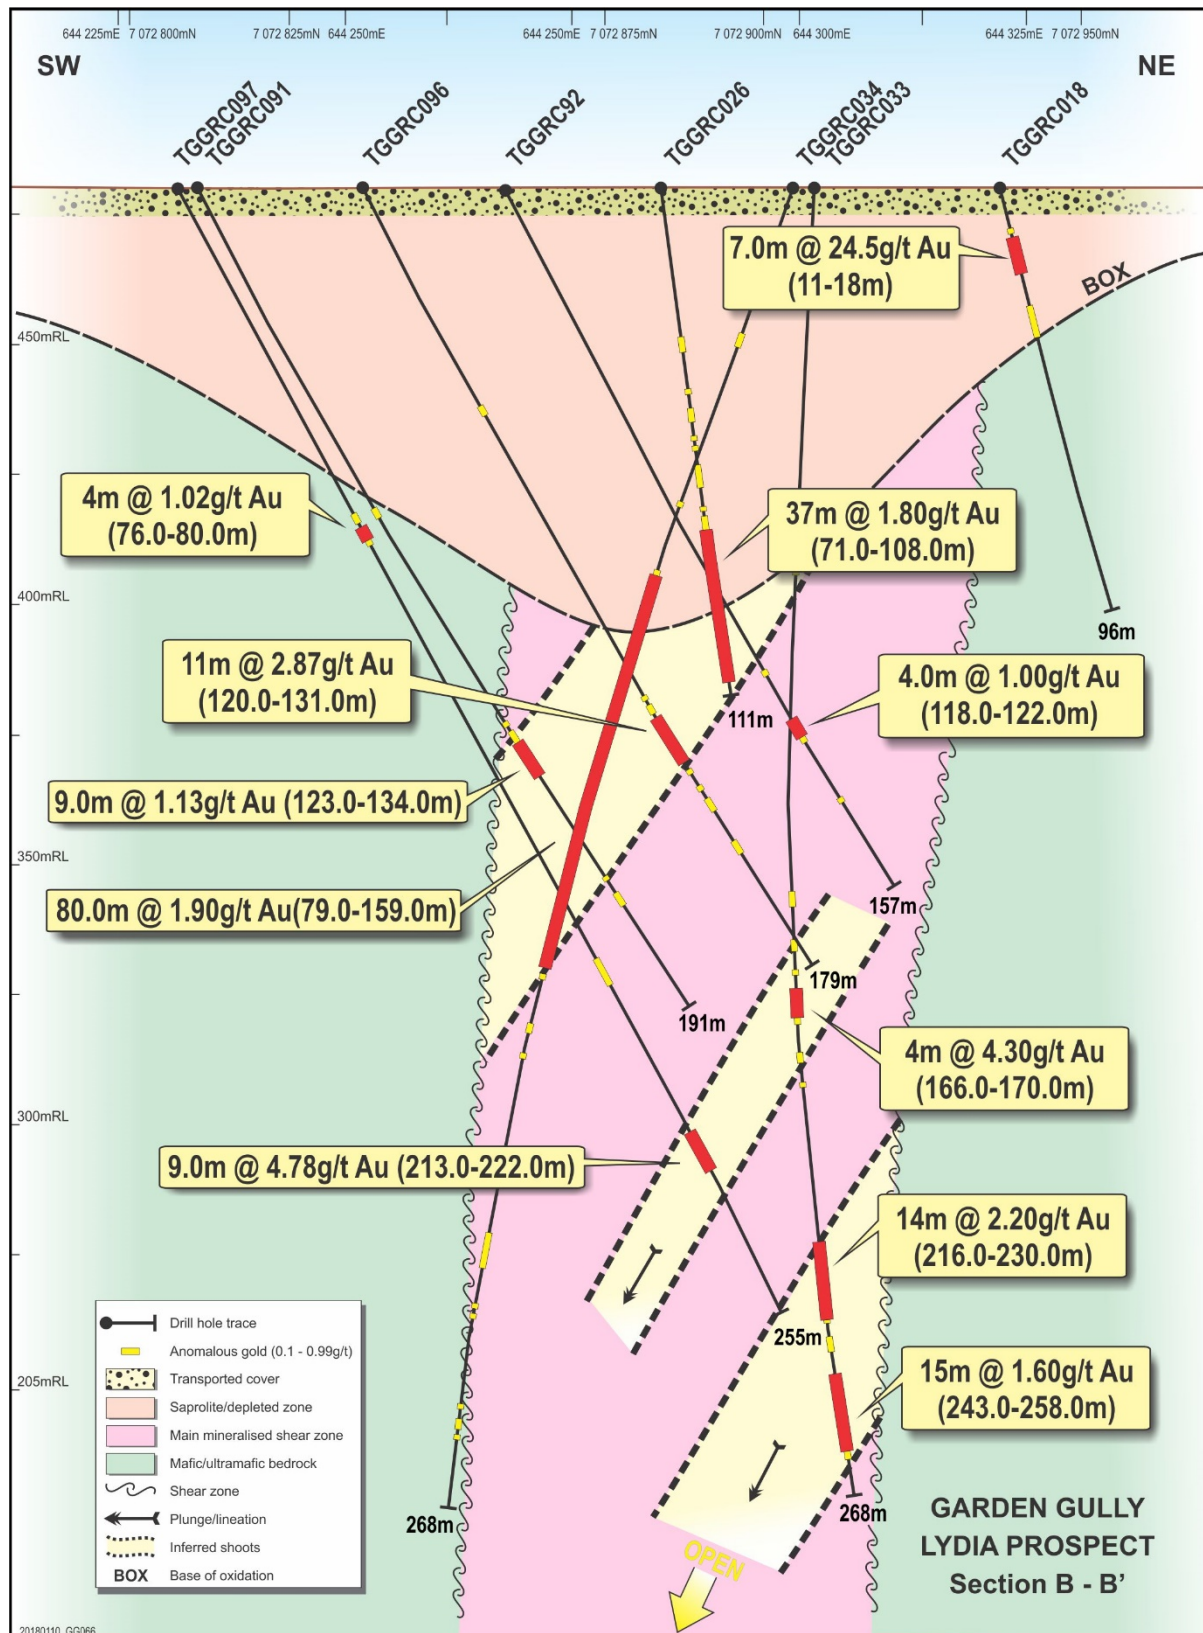 644 225mE 7 072 800mN 7 072 825mN 644 250mE 644 250mE 7 072 875mN 7 072 900mN 644 300mE 644 325mE 7 072 950mN
SW
NE
TGGRC097
TGGRC091
TGGRC096
TGGRC92
TGGRC026
TGGRC034
TGGRC033
TGGRC018
7.0m @ 24.5g/t Au
(11-18m)
BOX
450mRL
4m @ 1.02g/t Au
(76.0-80.0m)
37m @ 1.80g/t Au
(71.0-108.0m)
400mRL
96m
11m @ 2.87g/t Au
(120.0-131.0m)
4.0m @ 1.00g/t Au
(118.0-122.0m)
111m
9.0m @ 1.13g/t Au (123.0-134.0m)
350mRL
80.0m @ 1.90g/t Au(79.0-159.0m)
157m
179m
191m
4m @ 4.30g/t Au
(166.0-170.0m)
300mRL
9.0m @ 4.78g/t Au (213.0-222.0m)
14m @ 2.20g/t Au
(216.0-230.0m)
255m
205mRL
15m @ 1.60g/t Au
(243.0-258.0m)
Drill hole trace
Anomalous gold (0.1 - 0.99g/t)
Transported cover
Saprolite/depleted zone
Main mineralised shear zone
Mafic/ultramafic bedrock
Shear zone
Plunge/lineation
Inferred shoots
BOX Base of oxidation
268m
268m
OPEN
GARDEN GULLY
LYDIA PROSPECT
Section B - B'
20180110_GG066